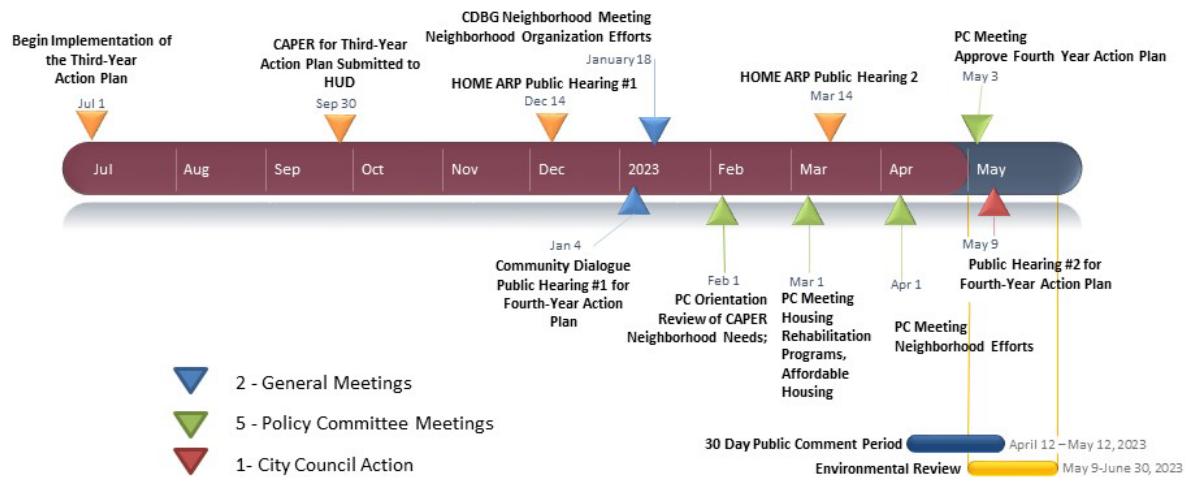 Begin Implementation of
the Third-Year
Action Plan
Jul 1
CAPER for Third-Year
Action Plan Submitted to
HUD
Sep 30
HOME ARP Public Hearing #1
Dec 14
CDBG Neighborhood Meeting
Neighborhood Organization Efforts
January 18
HOME ARP Public Hearing 2
Mar 14
PC Meeting
Approve Fourth Year Action Plan
May 3
Jul Aug Sep Oct Nov Dec 2023 Feb Mar Apr May
Jan 4
Community Dialogue
Public Hearing #1 for
Fourth-Year Action
Plan
Feb 1
PC Orientation
Review of CAPER
Neighborhood Needs;
Mar 1
PC Meeting
Housing
Rehabilitation
Programs,
Affordable
Housing
Apr 1
PC Meeting
Neighborhood Efforts
May 9
Public Hearing #2 for
Fourth-Year Action Plan
2 - General Meetings
5 - Policy Committee Meetings
1- City Council Action
30 Day Public Comment Period April 12 – May 12, 2023
Environmental Review May 9-June 30, 2023